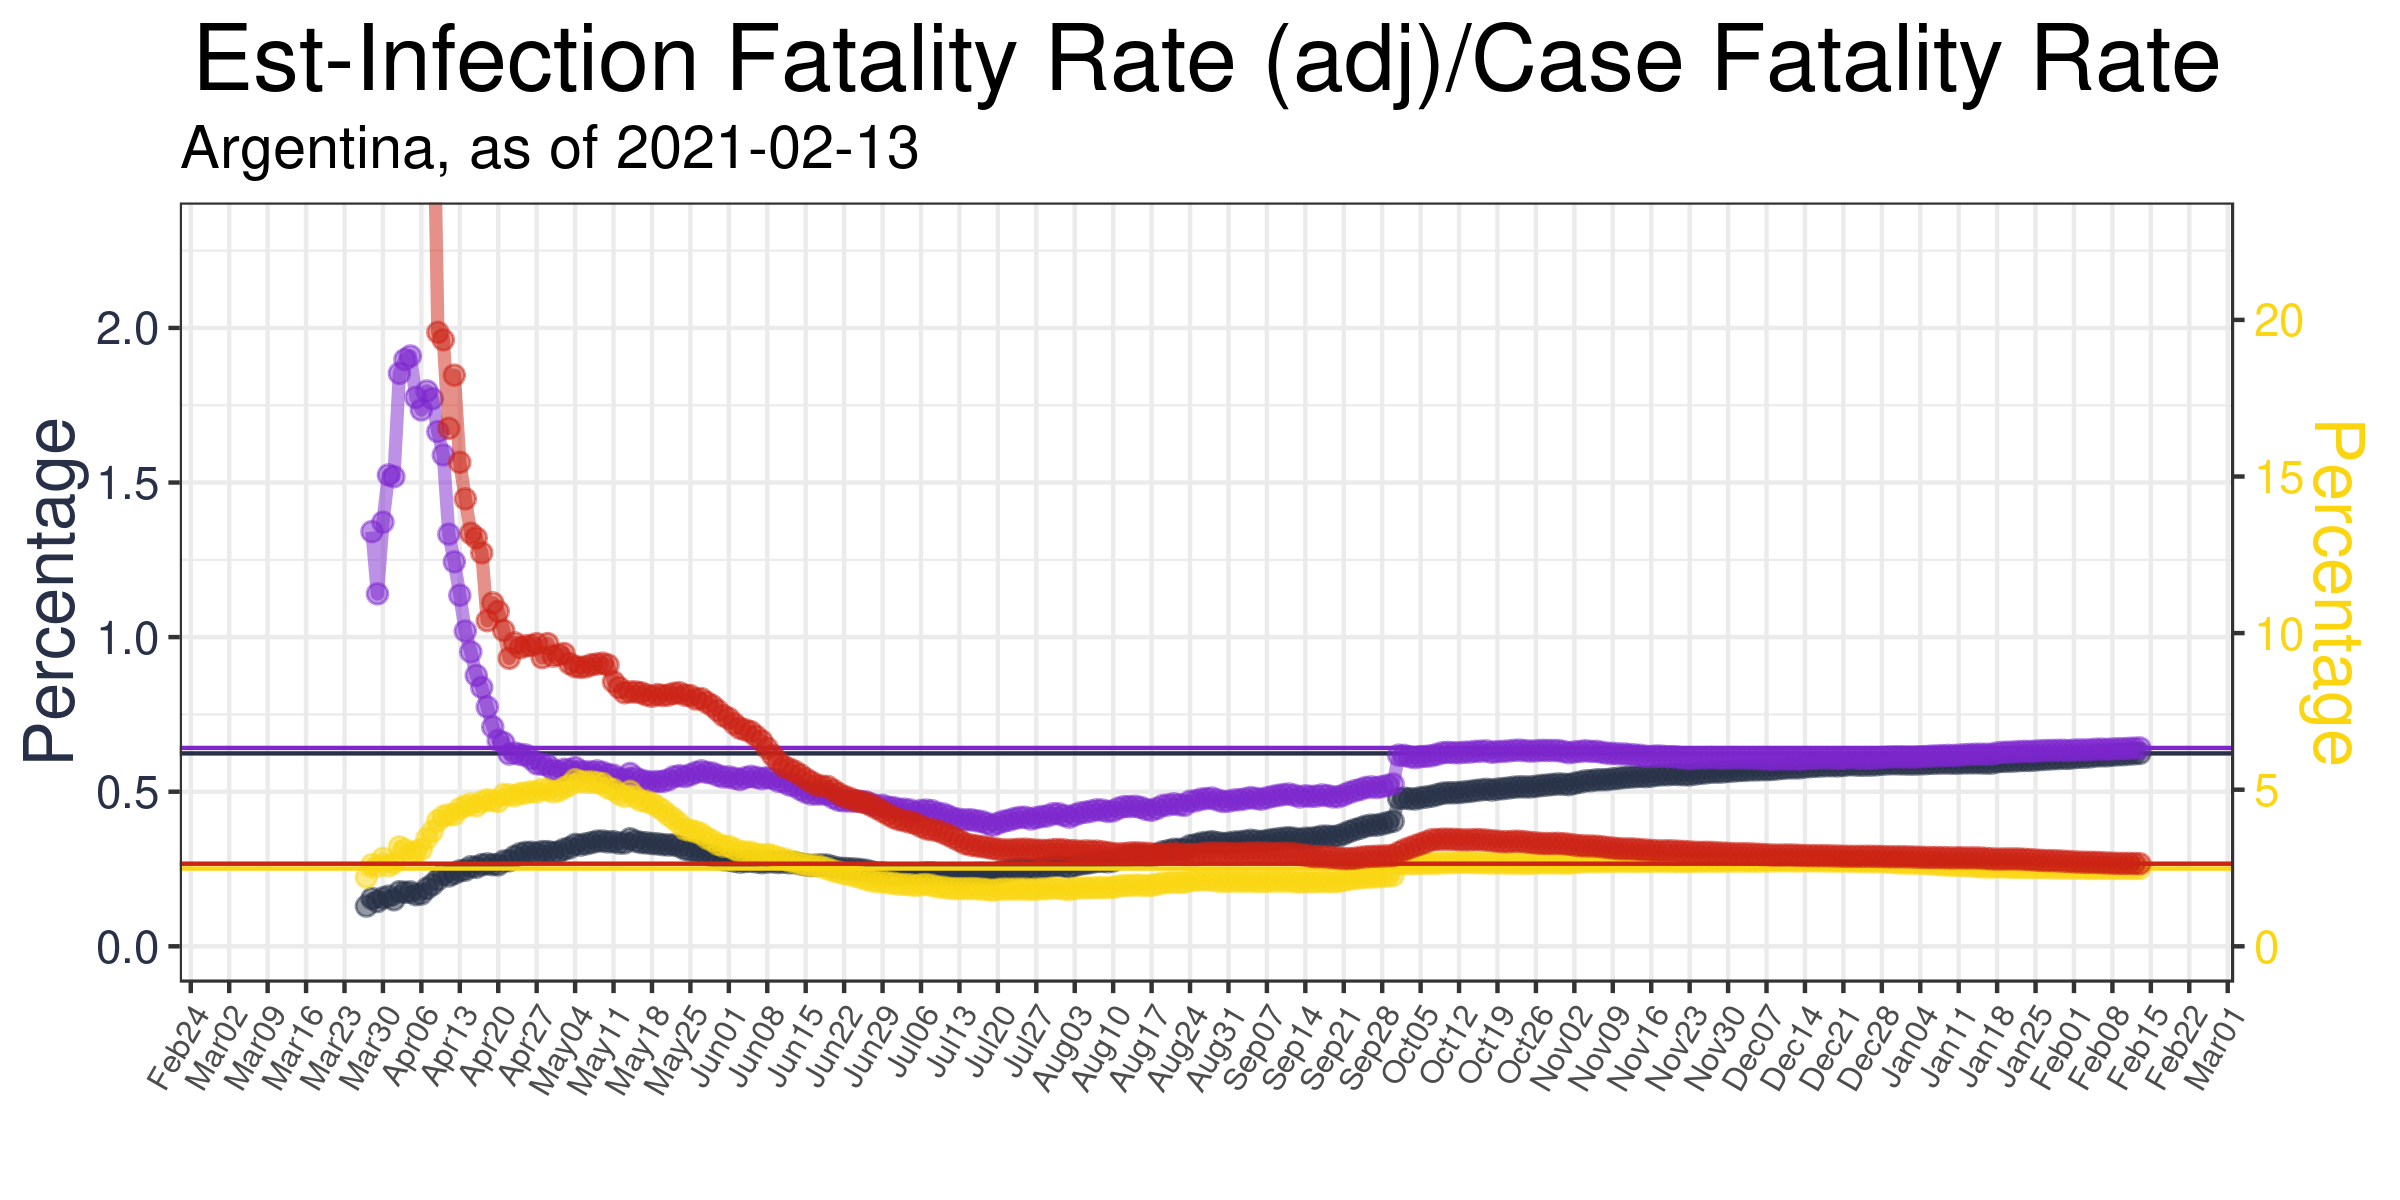 Est-Infection Fatality Rate (adj)/Case Fatality Rate
Argentina, as of 2021-02-13
Percentage
2.0
1.5
1.0
0.5
0.0
20
15
10
5
0
Percentage
Feb24
Mar02
Mar09
Mar16
Mar23
Mar30
Apr06
Apr13
Apr20
Apr27
May04
May11
May18
May25
Jun01
Jun08
Jun15
Jun22
Jun29
Jul06
Jul13
Jul20
Jul27
Aug03
Aug10
Aug17
Aug24
Aug31
Sep07
Sep14
Sep21
Sep28
Oct05
Oct12
Oct19
Oct26
Nov02
Nov09
Nov16
Nov23
Nov30
Dec07
Dec14
Dec21
Dec28
Jan04
Jan11
Jan18
Jan25
Feb01
Feb08
Feb15
Feb22
Mar01